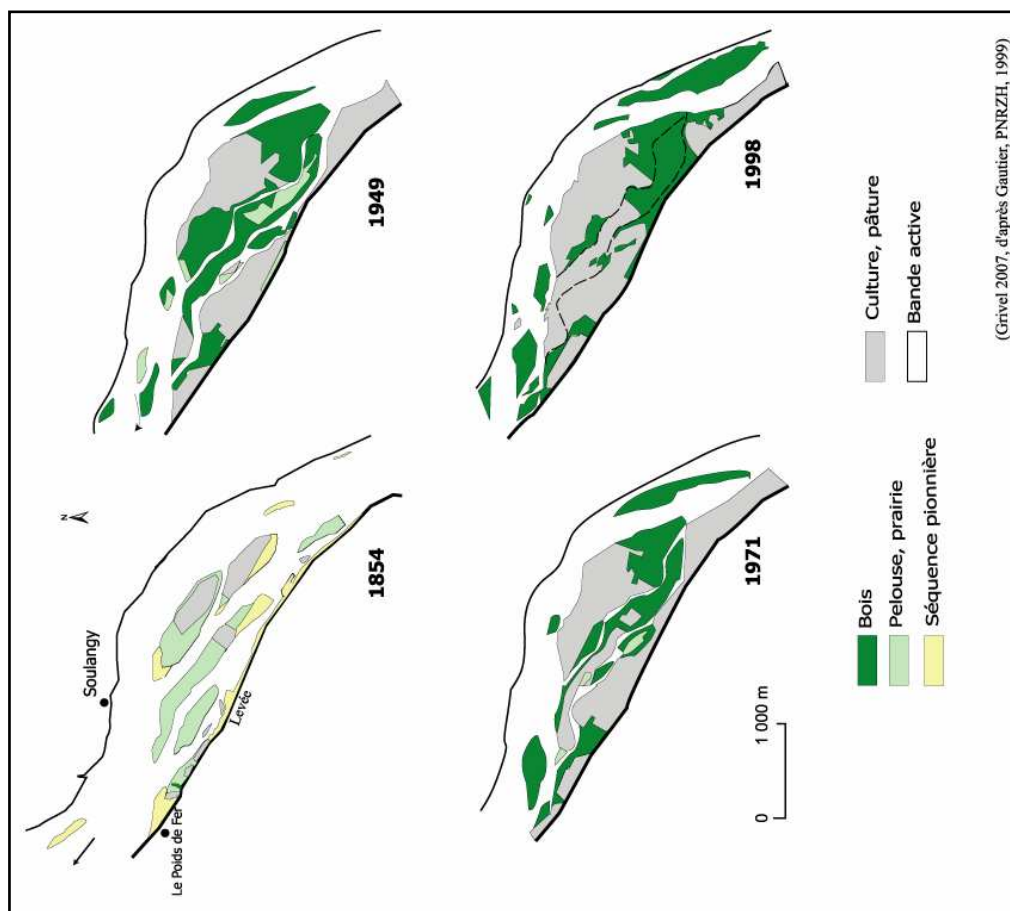 Soulangy
N
Le Poids de Fer
Levée
1854
1949
1971
1998
0 1 000 m
Bois
Pelouse, prairie
Séquence pionnière
Culture, pâture
Bande active
(Grivel 2007, d'après Gautier, PNRZH, 1999)